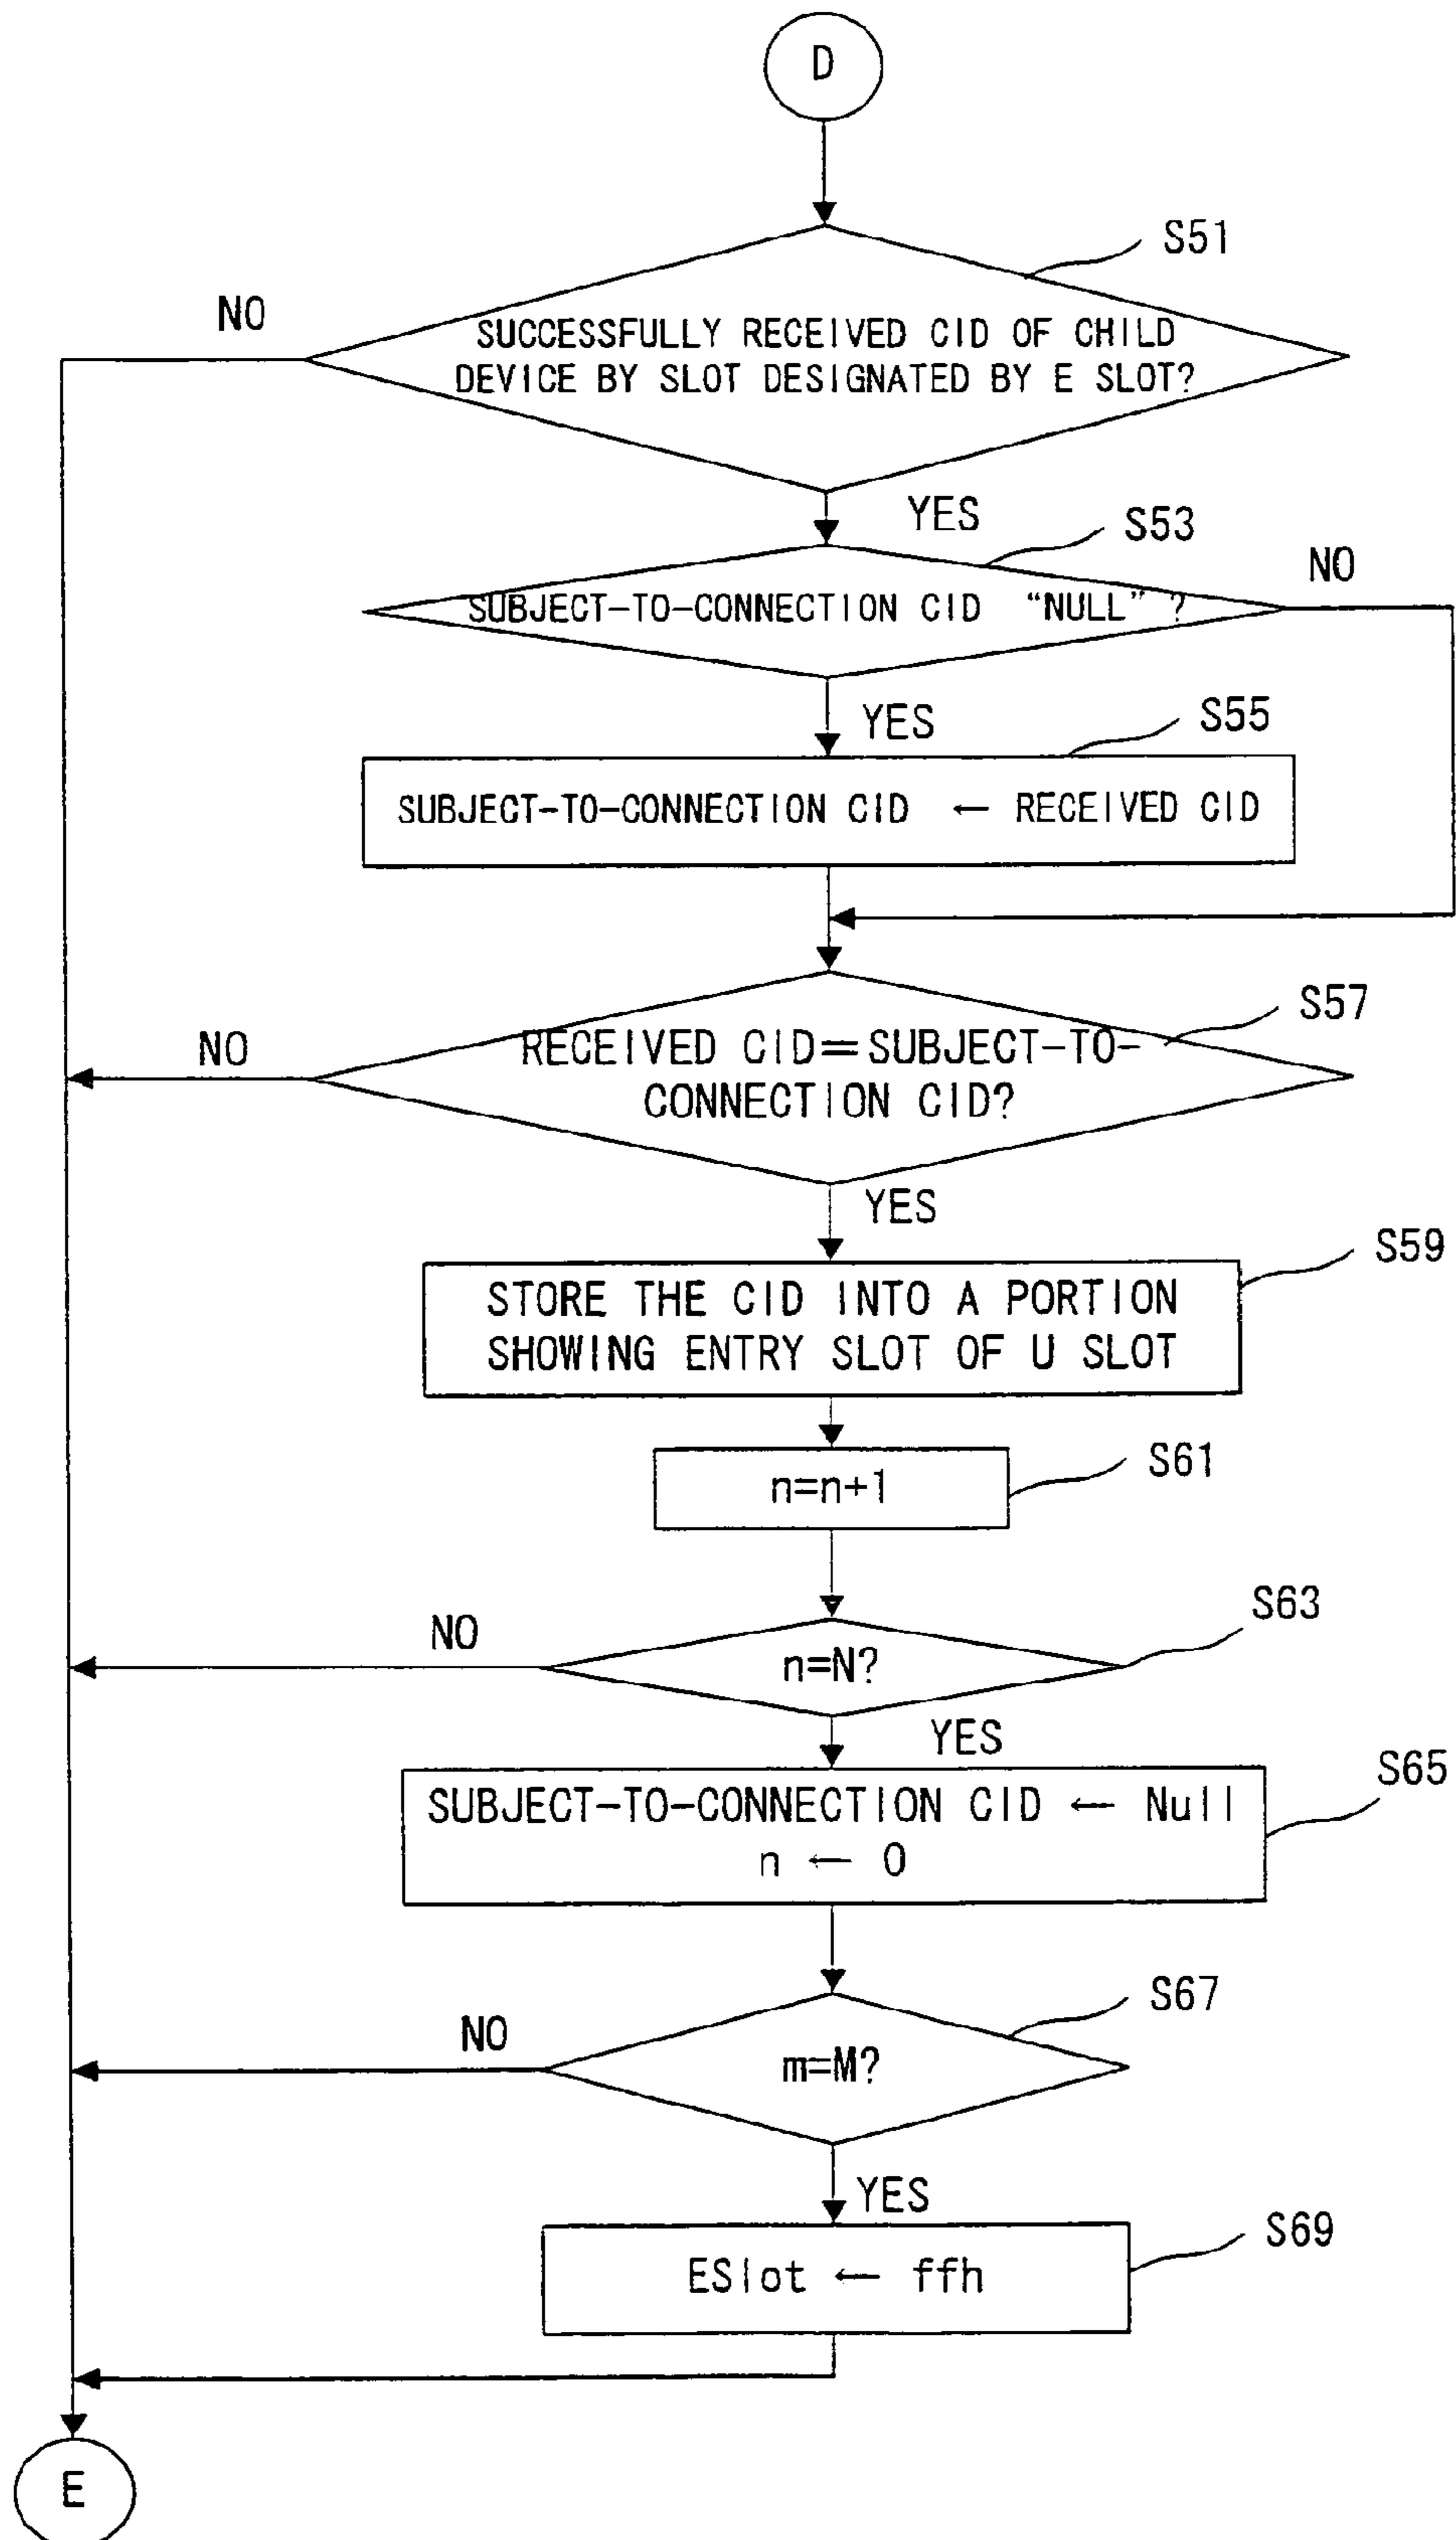 D
S51
NO
SUCCESSFULLY RECEIVED CID OF CHILD
DEVICE BY SLOT DESIGNATED BY E SLOT?
YES
S53
NO
SUBJECT-TO-CONNECTION CID "NULL" ?
YES
S55
SUBJECT-TO-CONNECTION CID ← RECEIVED CID
S57
NO
RECEIVED CID=SUBJECT-TO-
CONNECTION CID?
YES
S59
STORE THE CID INTO A PORTION
SHOWING ENTRY SLOT OF U SLOT
S61
n=n+1
S63
NO
n=N?
YES
S65
SUBJECT-TO-CONNECTION CID ← Null
n ← 0
S67
NO
m=M?
YES
S69
ESlot ← ffh
E